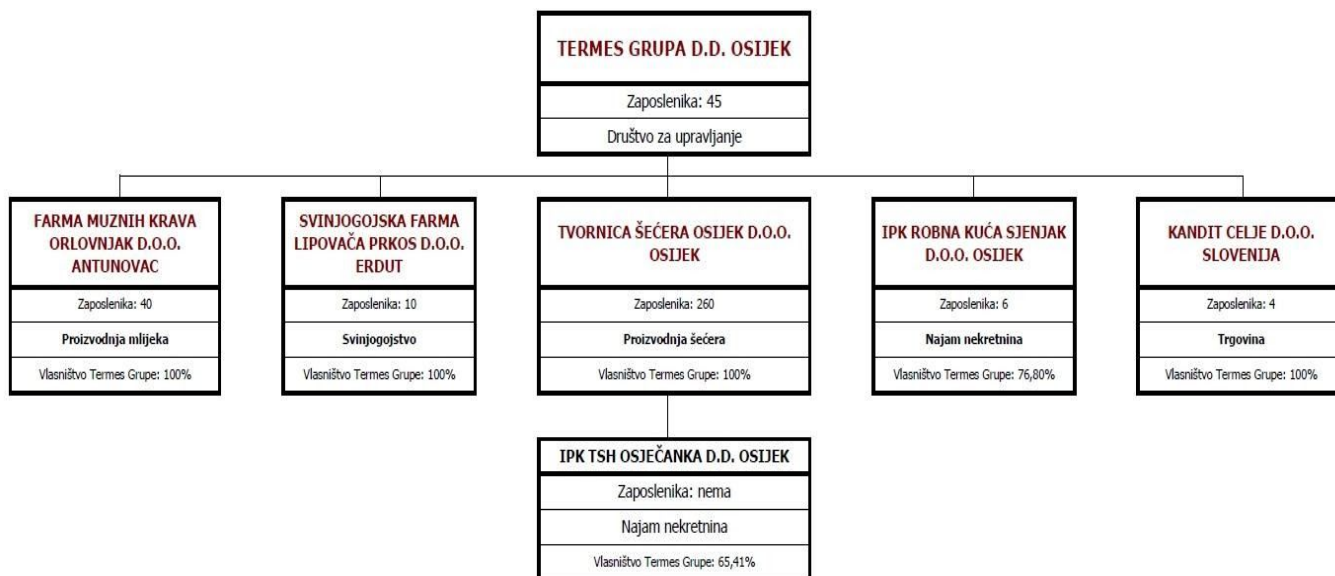 TERMES GRUPA D.D. OSIJEK
Zaposlenika: 45
Društvo za upravljanje
FARMA MUZNIH KRAVA
ORLOVNJAK D.O.O.
ANTUNOVAC
Zaposlenika: 40
Proizvodnja mlijeka
Vlasništvo Termes Grupe: 100%
SVINJOGOJSKA FARMA
LIPOVAČA PRKOS D.O.O.
ERDUT
Zaposlenika: 10
Svinjogojstvo
Vlasništvo Termes Grupe: 100%
TVORNICA ŠEĆERA OSIJEK D.O.O.
OSIJEK
Zaposlenika: 260
Proizvodnja šećera
Vlasništvo Termes Grupe: 100%
IPK ROBNA KUĆA SJENJAK
D.O.O. OSIJEK
Zaposlenika: 6
Najam nekretnina
Vlasništvo Termes Grupe: 76,80%
KANDIT CELJE D.O.O.
SLOVENIJA
Zaposlenika: 4
Trgovina
Vlasništvo Termes Grupe: 100%
IPK TSH OSJEČANKA D.D. OSIJEK
Zaposlenika: nema
Najam nekretnina
Vlasništvo Termes Grupe: 65,41%